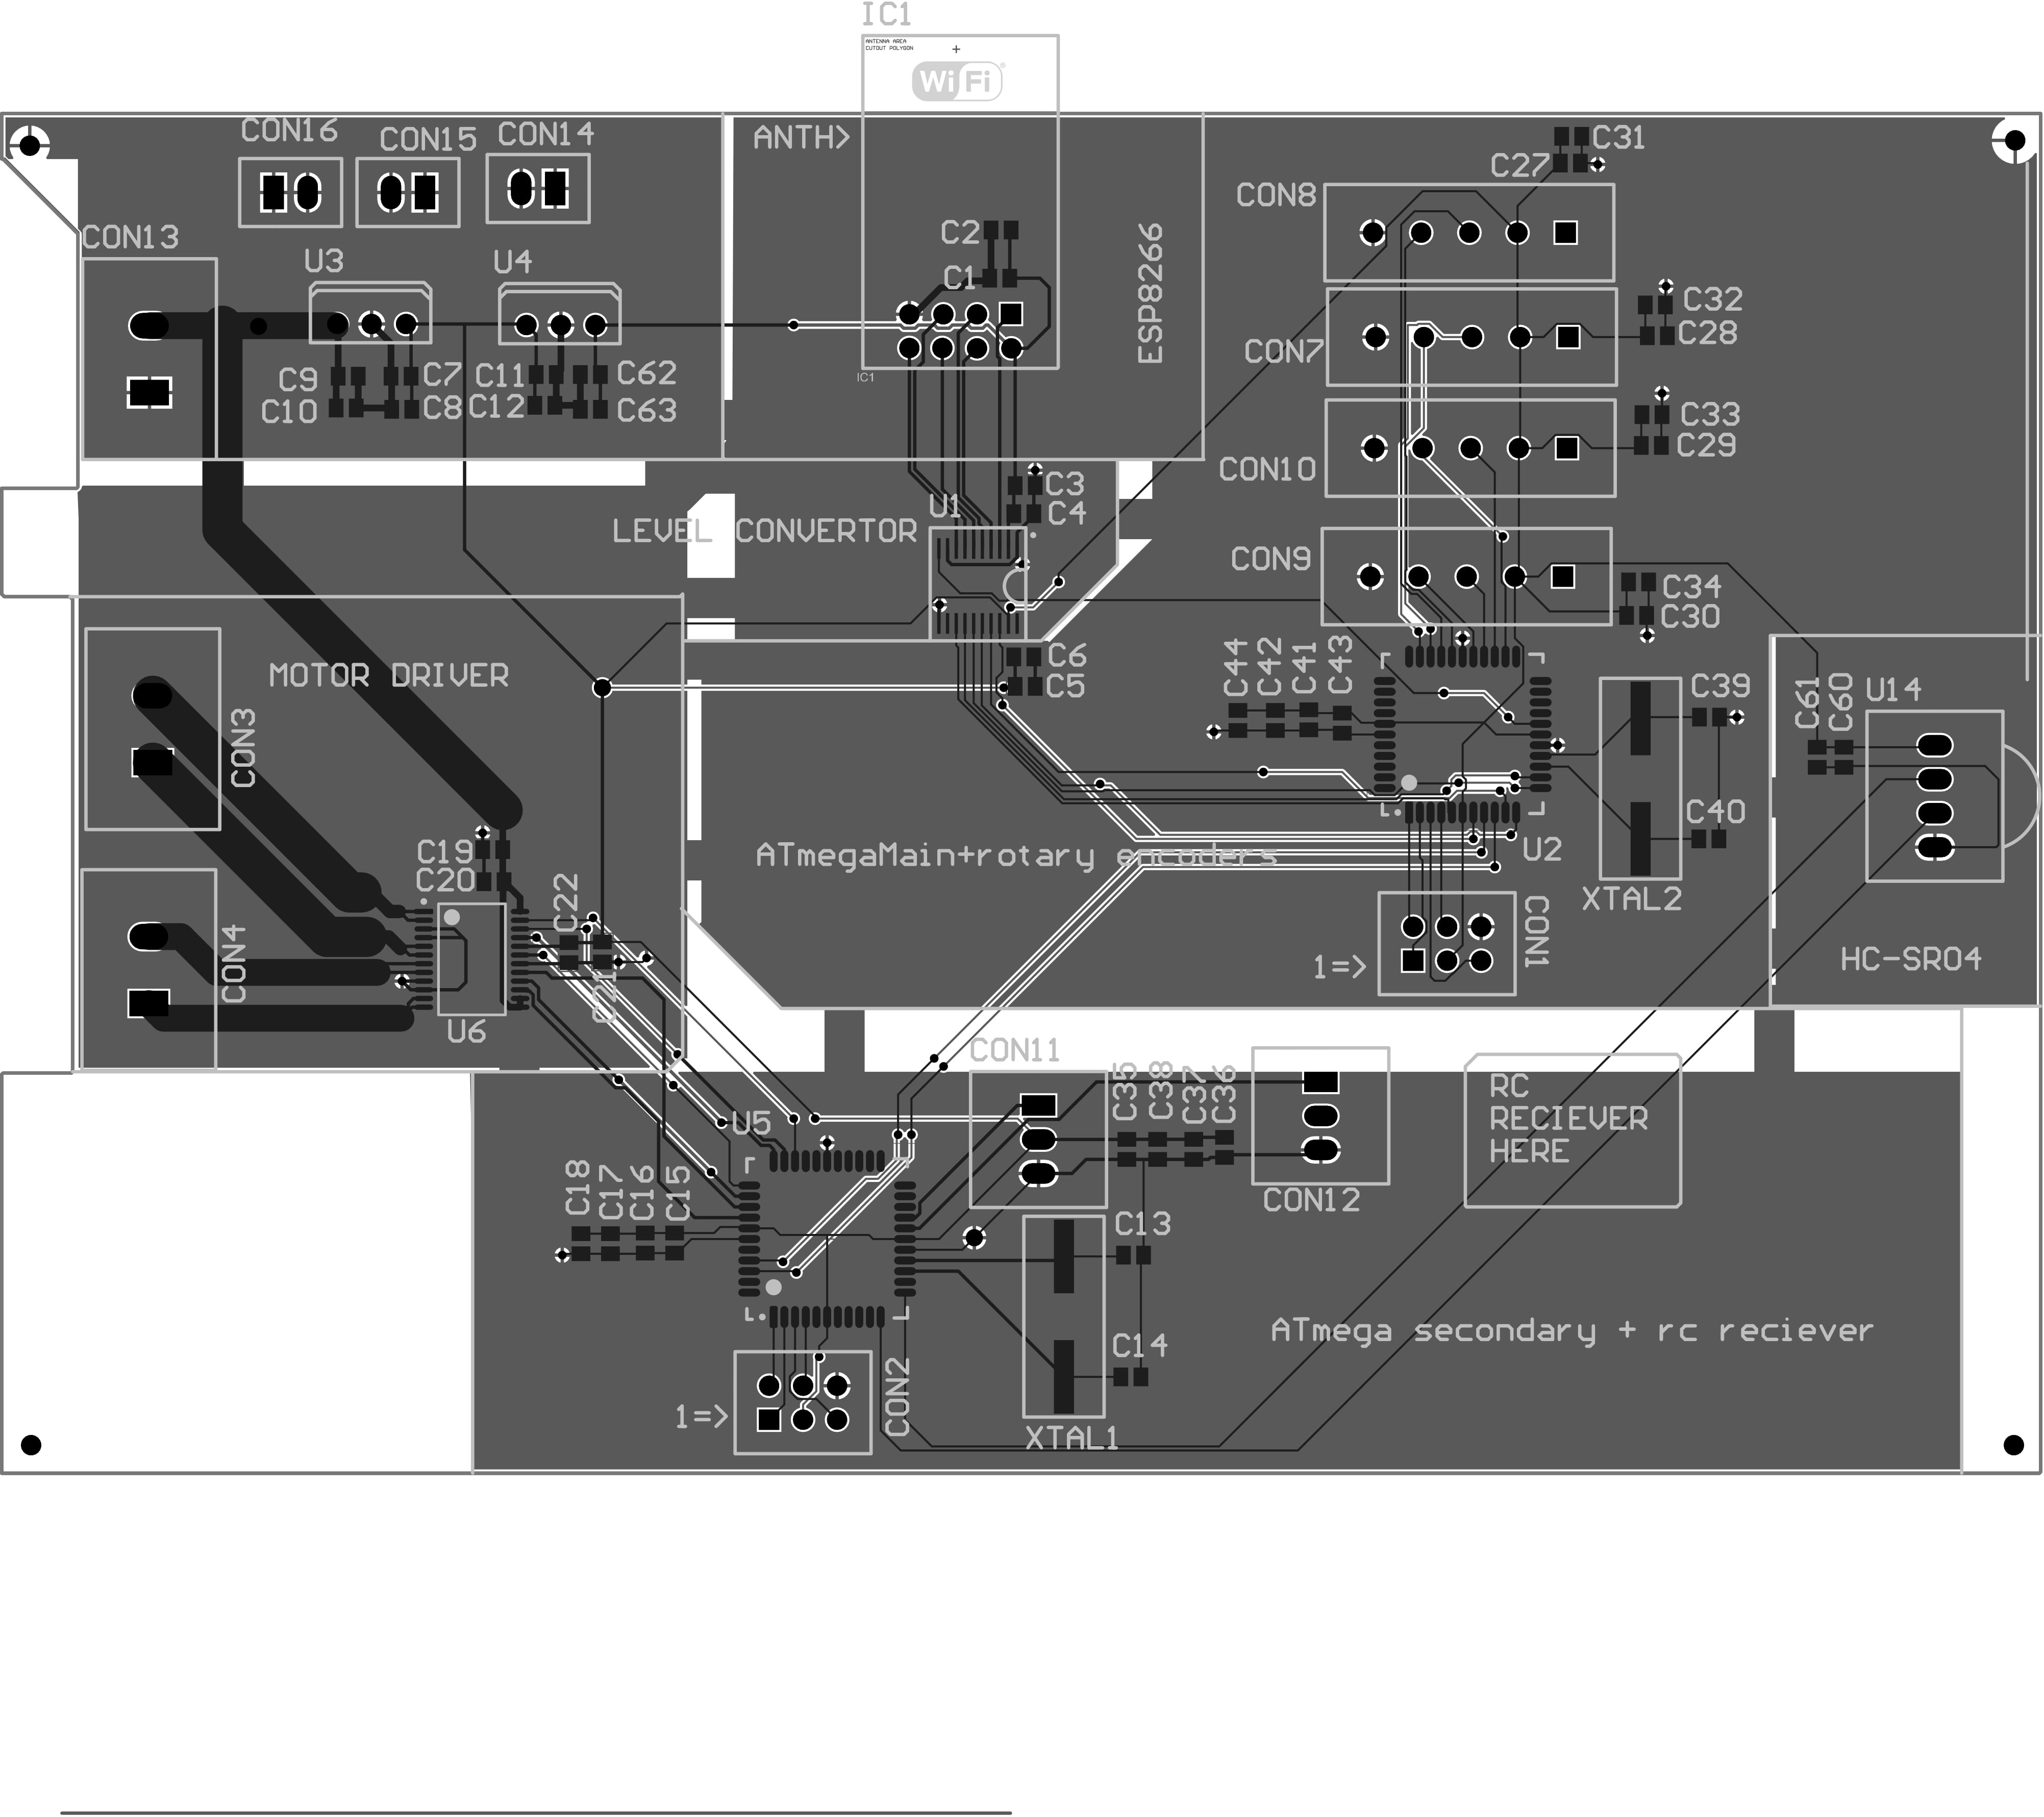 IC1
ANTENNA AREA
CUTOUT POLYGON
WiFi
CON16
CON15
CON14
ANTH>
C31
C27
CON8
CON13
U3
U4
C2
C1
ESP8266
C32
C28
CON7
C9
C7
C11
C62
C10
C8
C12
C63
IC1
C33
C29
CON10
C3
C4
U1
LEVEL CONVERTOR
CON9
C34
C30
MOTOR DRIVER
CON3
C6
C5
C44
C42
C41
C43
C39
C61
C60
U14
C40
C19
C20
C22
C21
ATmegaMain+rotary encoders
U2
XTAL2
CON4
U6
CON1
1=>
HC-SR04
CON11
C35
C38
C37
C36
RC
RECIEVER
HERE
U5
CON12
C18
C17
C16
C15
C13
C14
ATmega secondary + rc reciever
CON2
1=>
XTAL1